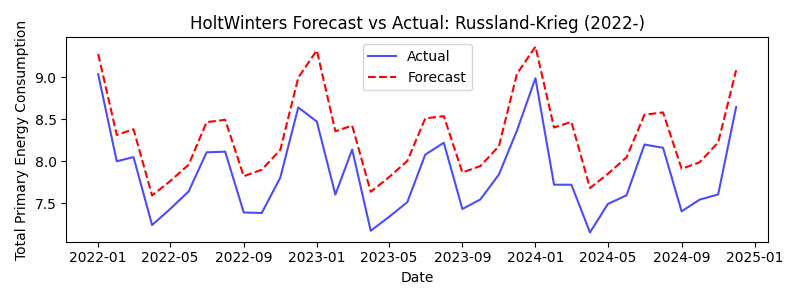 HoltWinters Forecast vs Actual: Russland-Krieg (2022-)
Total Primary Energy Consumption
9.0
8.5
8.0
7.5
Actual
Forecast
2022-01
2022-05
2022-09
2023-01
2023-05
2023-09
2024-01
2024-05
2024-09
2025-01
Date